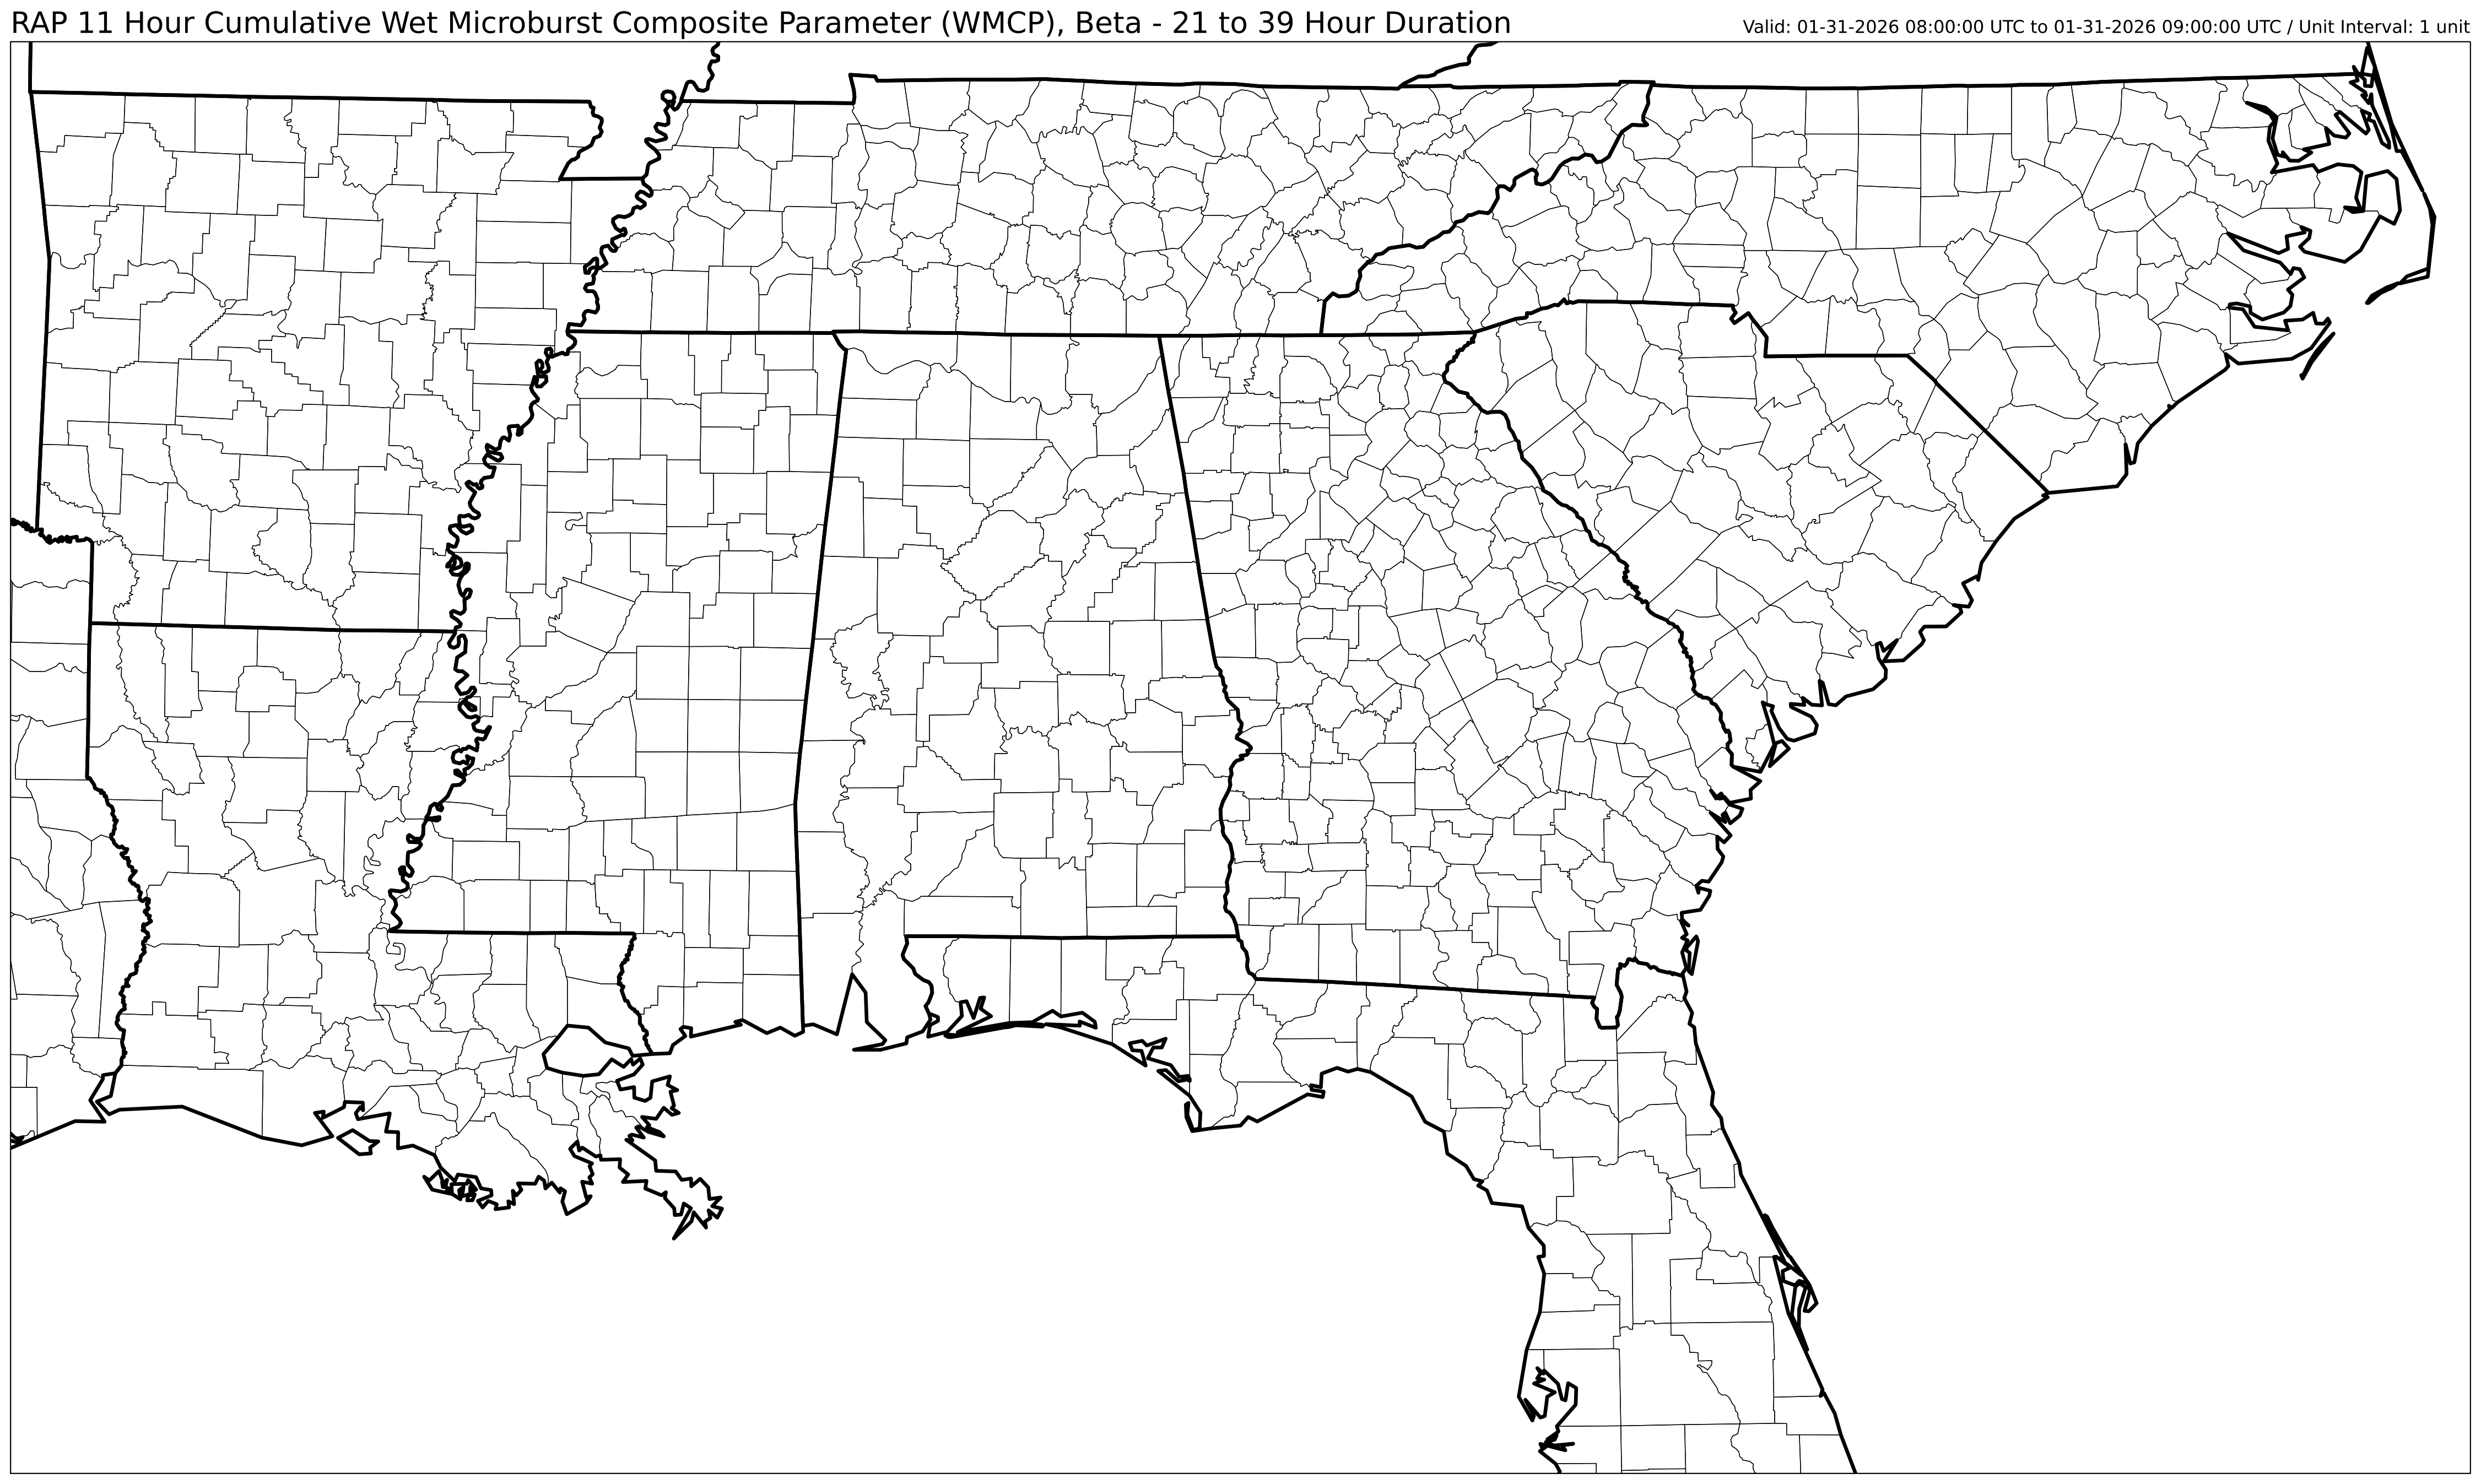 RAP 11 Hour Cumulative Wet Microburst Composite Parameter (WMCP), Beta - 21 to 39 Hour Duration
Valid: 01-31-2026 08:00:00 UTC to 01-31-2026 09:00:00 UTC / Unit Interval: 1 unit